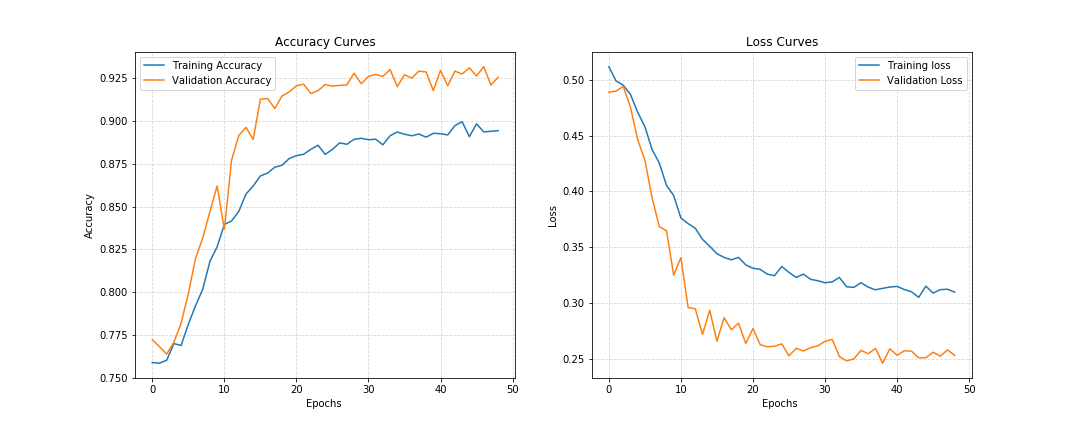 Accuracy Curves
Training Accuracy
Validation Accuracy
0.925
0.900
0.875
0.850
0.825
0.800
0.775
0.750
Accuracy
0 10 20 30 40 50
Epochs
Loss Curves
Training loss
Validation Loss
0.50
0.45
0.40
0.35
0.30
0.25
Loss
0 10 20 30 40 50
Epochs